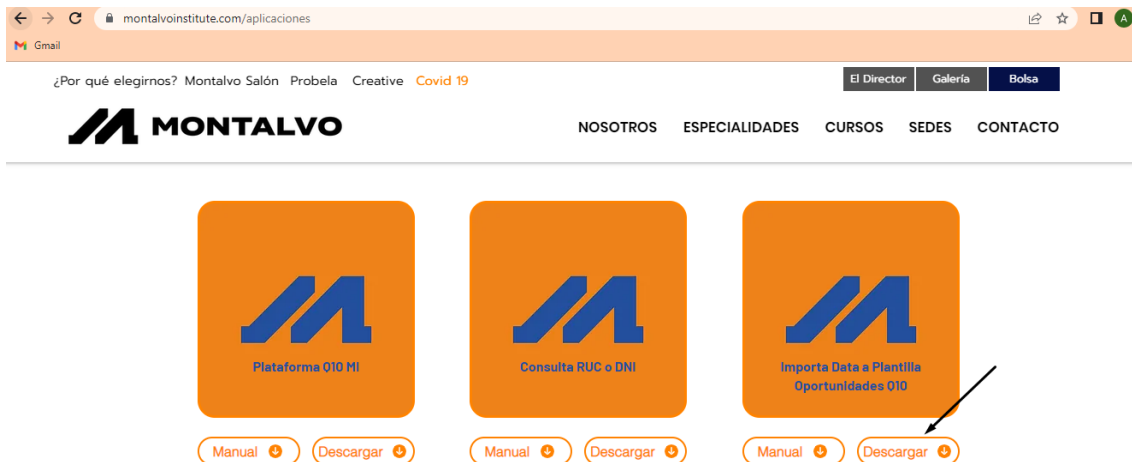 montalvoinstitute.com/aplicaciones
A
Gmail
¿Por qué elegirnos? Montalvo Salón Probela Creative Covid 19
El Director Galería Bolsa
MONTALVO
NOSOTROS ESPECIALIDADES CURSOS SEDES CONTACTO
Plataforma Q10 MI
Consulta RUC o DNI
Importa Data a Plantilla
Oportunidades Q10
Manual Descargar Manual Descargar Manual Descargar